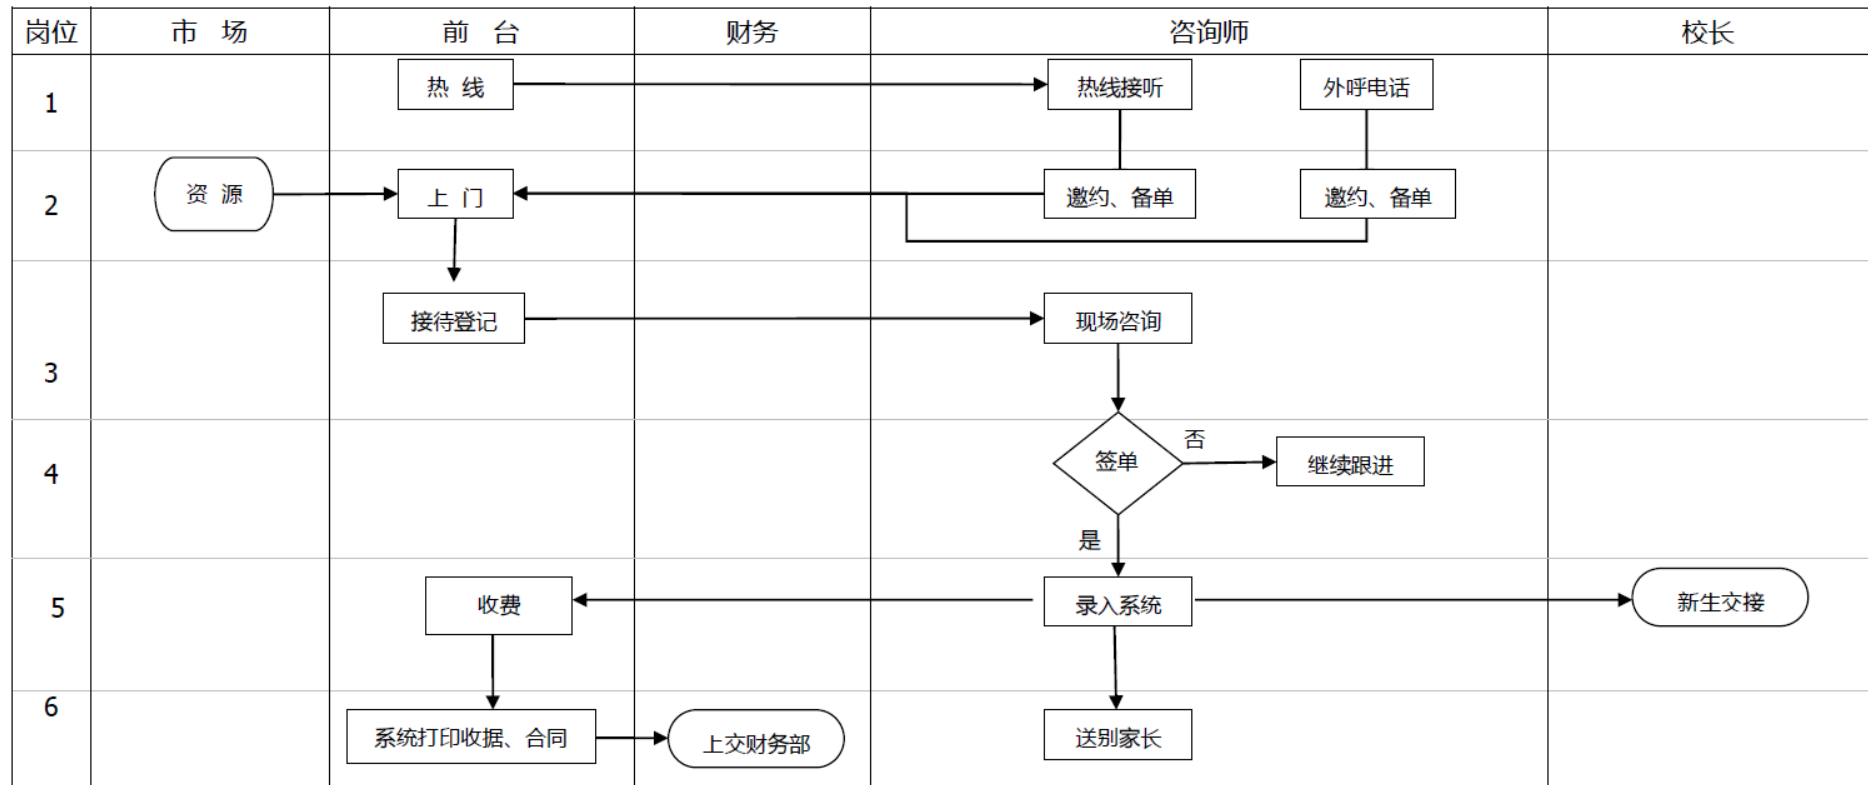 岗位 市 场 前 台 财务 咨询师 校长
1 热 线 热线接听 外呼电话
2 资 源 上 门 邀约、备单 邀约、备单
接待登记 现场咨询
3
否
4 签单 继续跟进
是
5 收费 录入系统 新生交接
6
系统打印收据、合同 上交财务部 送别家长